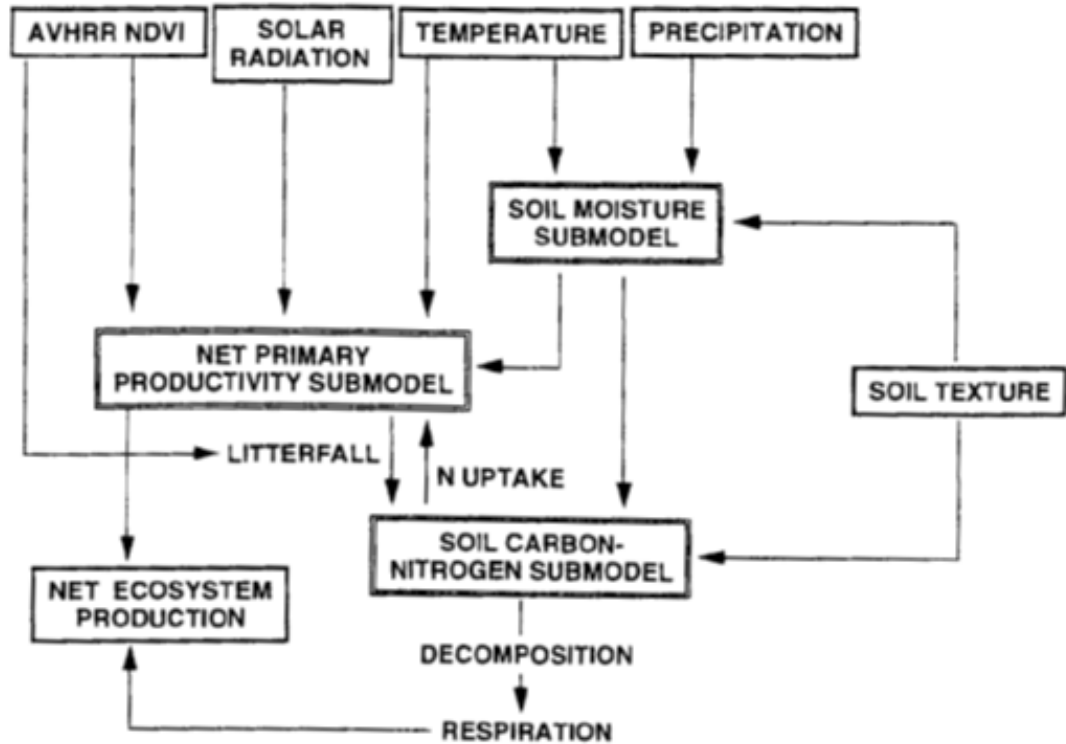 AVHRR NDVI
SOLAR
RADIATION
TEMPERATURE
PRECIPITATION
SOIL MOISTURE
SUBMODEL
NET PRIMARY
PRODUCTIVITY SUBMODEL
SOIL TEXTURE
LITTERFALL
N UPTAKE
SOIL CARBON-
NITROGEN SUBMODEL
NET ECOSYSTEM
PRODUCTION
DECOMPOSITION
RESPIRATION